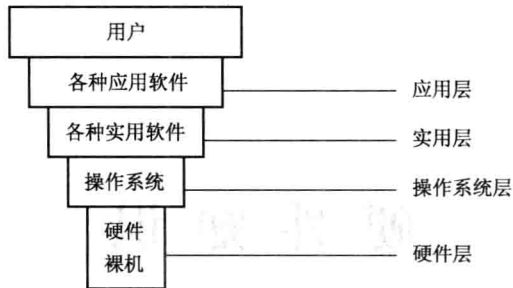 用户
各种应用软件
应用层
各种实用软件
实用层
操作系统
操作系统层
硬件
裸机
硬件层